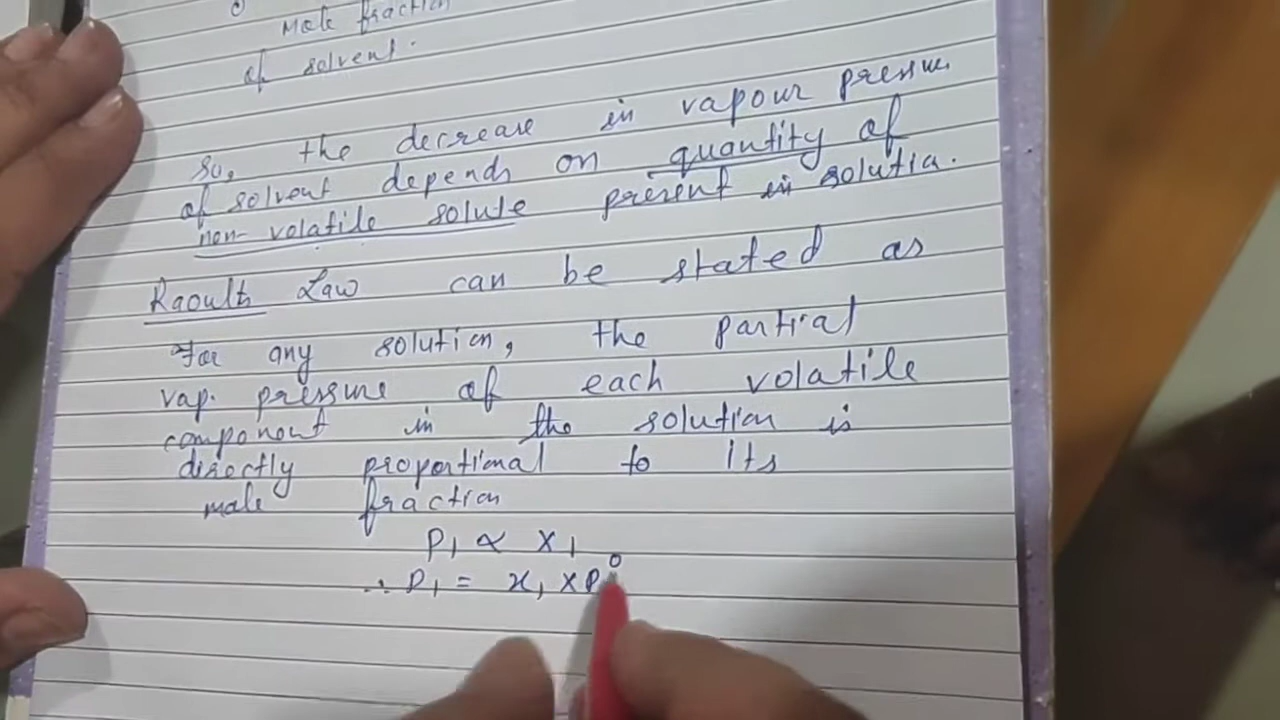 Mole fraction
of solvent.
so, the decrease in vapour pressure
of solvent depends on quantity of
non-volatile solute present in solution.
Raoults Law can be stated as
For any solution, the partial
vap. pressure of each volatile
component in the solution is
directly proportional to its
mole fraction
P₁ ∝ X₁
∴ P₁ = x₁ × P°